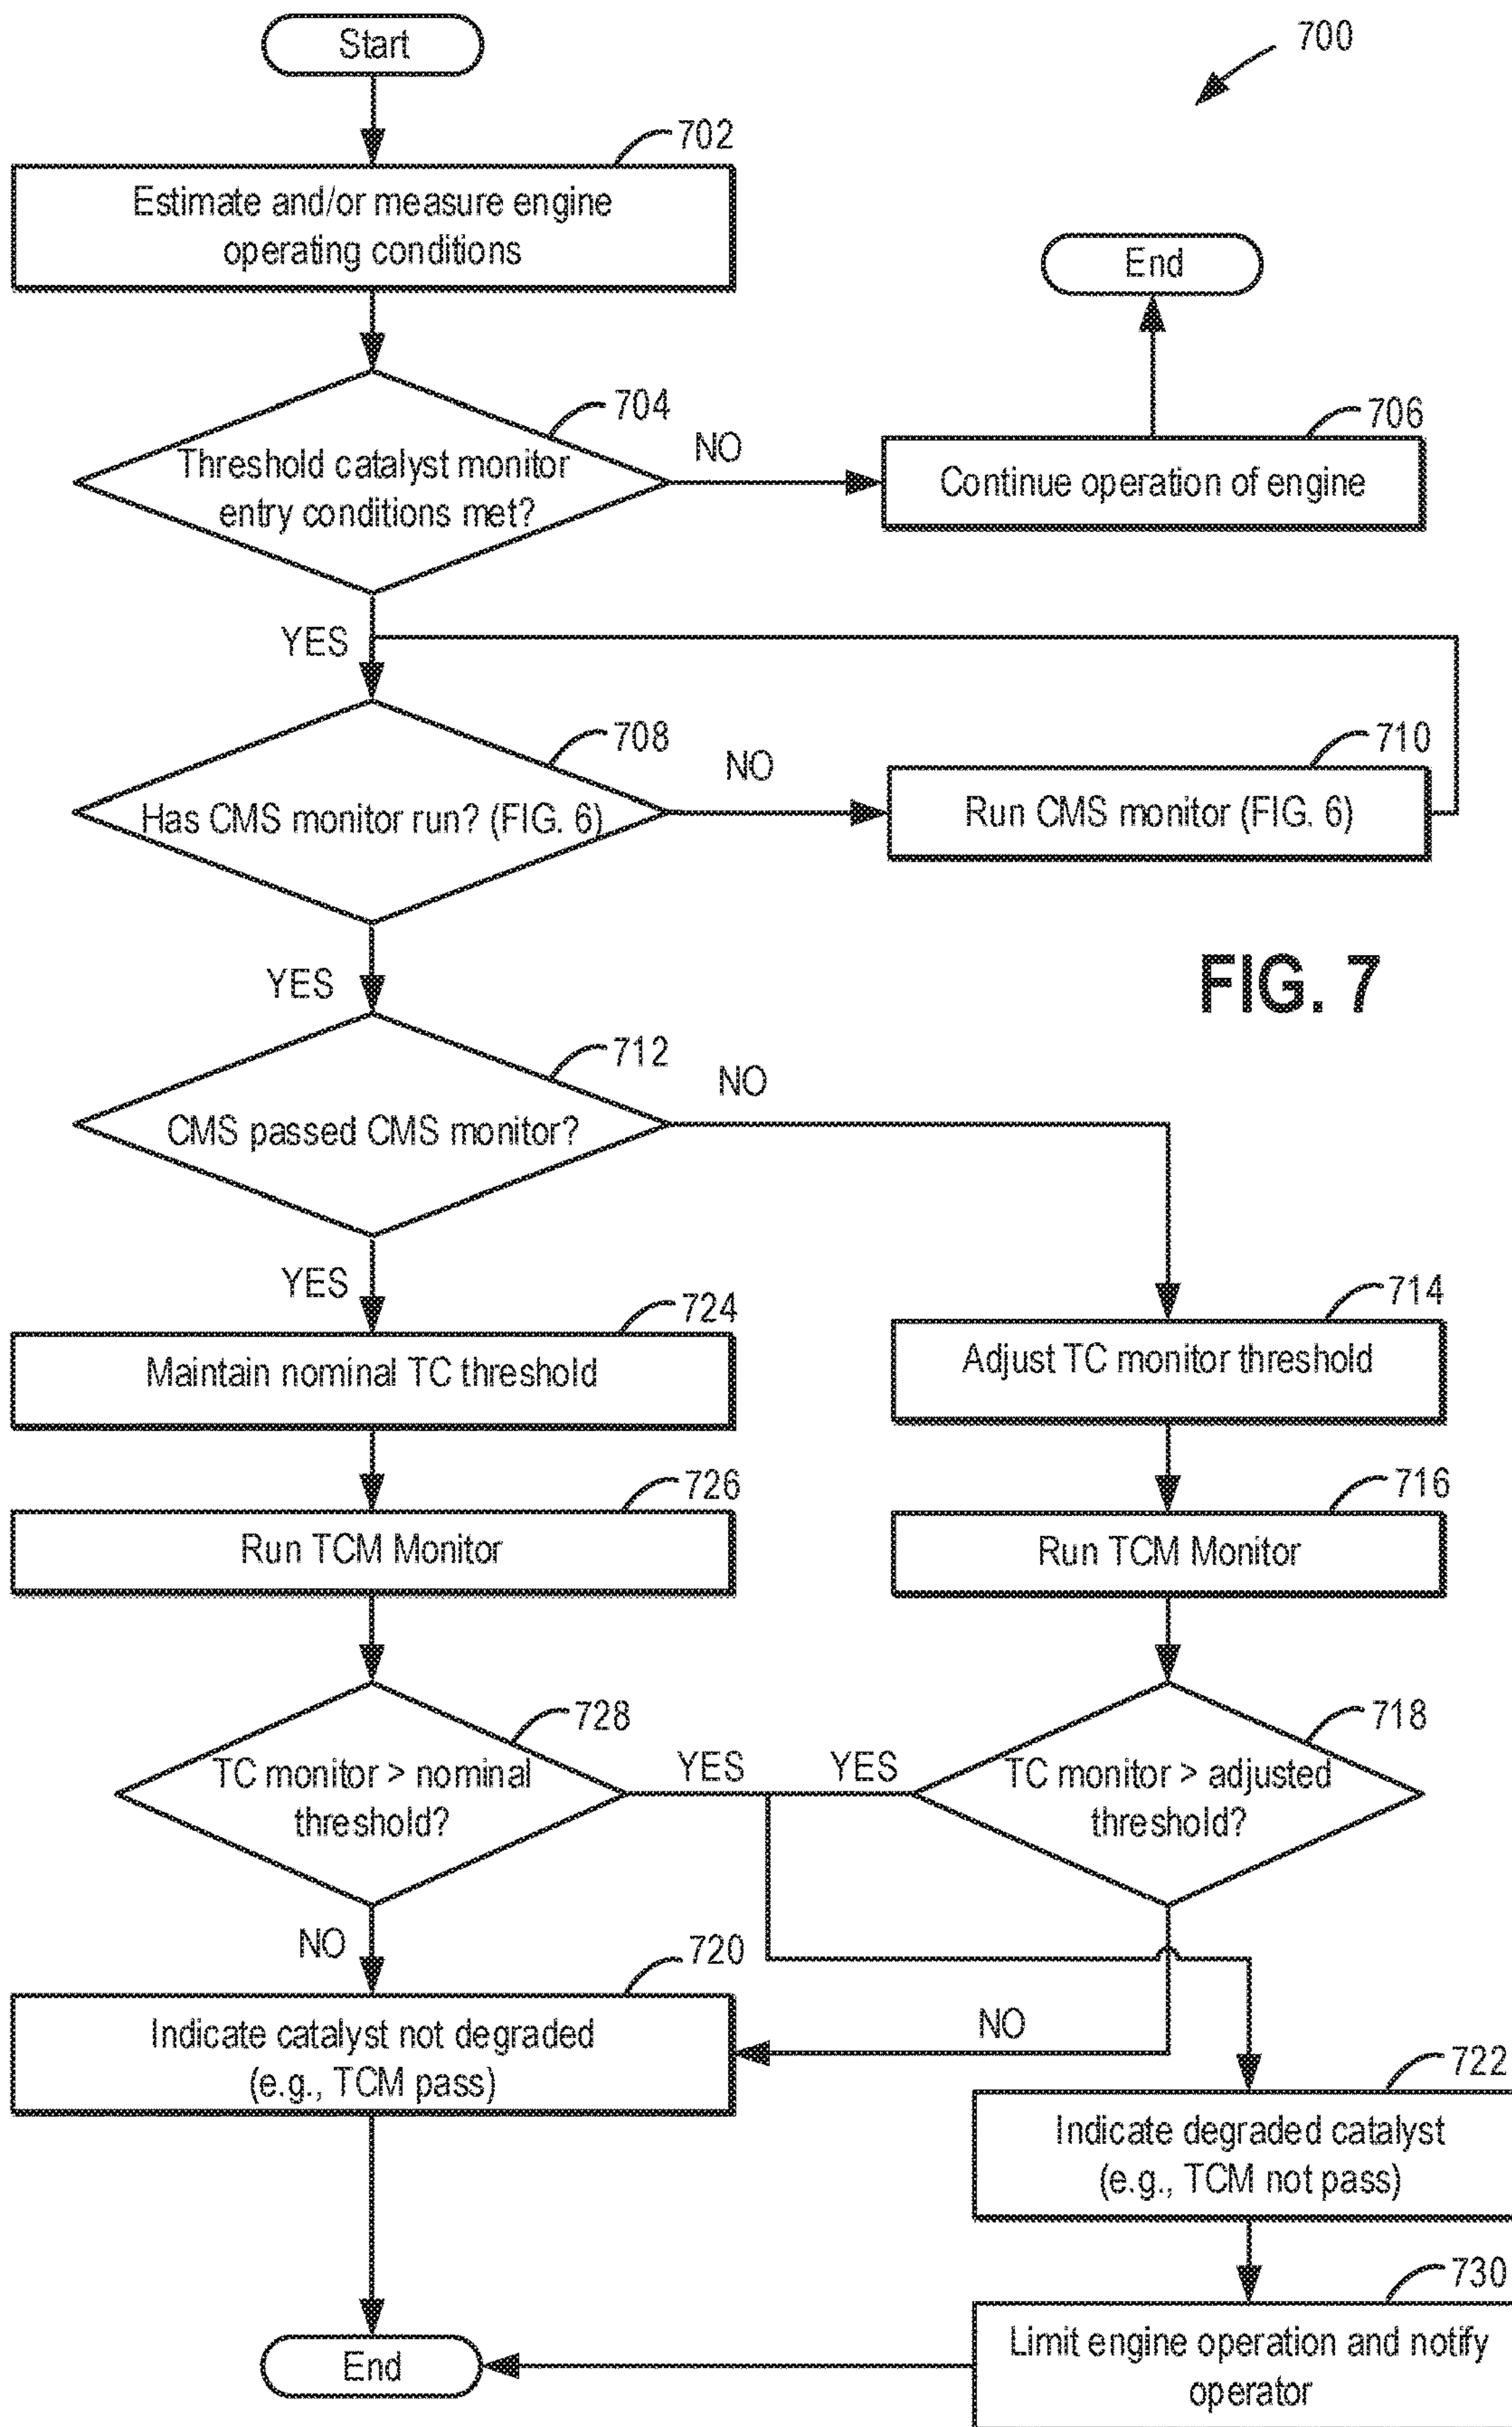 Start
700
702
Estimate and/or measure engine
operating conditions
End
704
Threshold catalyst monitor
entry conditions met?
NO
706
Continue operation of engine
YES
708
Has CMS monitor run? (FIG. 6)
NO
710
Run CMS monitor (FIG. 6)
YES
FIG. 7
712
CMS passed CMS monitor?
NO
YES
724
Maintain nominal TC threshold
714
Adjust TC monitor threshold
726
Run TCM Monitor
716
Run TCM Monitor
728
TC monitor > nominal
threshold?
YES
YES
718
TC monitor > adjusted
threshold?
NO
720
Indicate catalyst not degraded
(e.g., TCM pass)
NO
722
Indicate degraded catalyst
(e.g., TCM not pass)
730
Limit engine operation and notify
operator
End